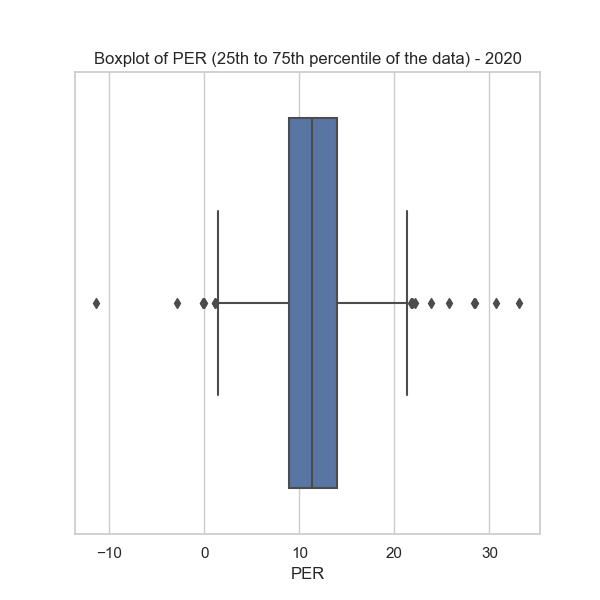 Boxplot of PER (25th to 75th percentile of the data) - 2020
−10 0 10 20 30
PER